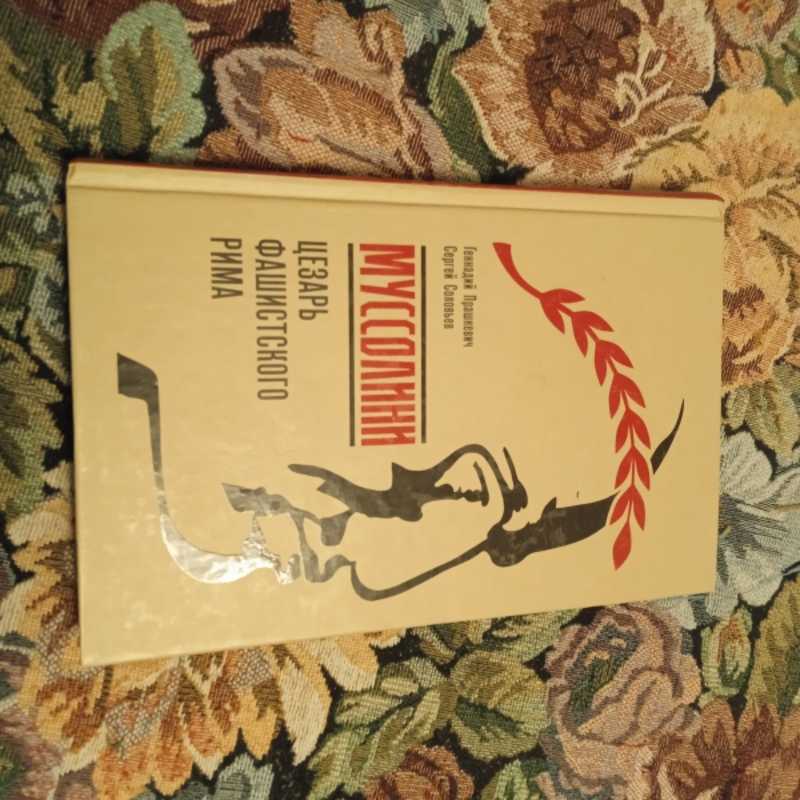 Геннадий Прашкевич
Сергей Соловьев
МУССОЛИНИ
ЦЕЗАРЬ
ФАШИСТСКОГО
РИМА